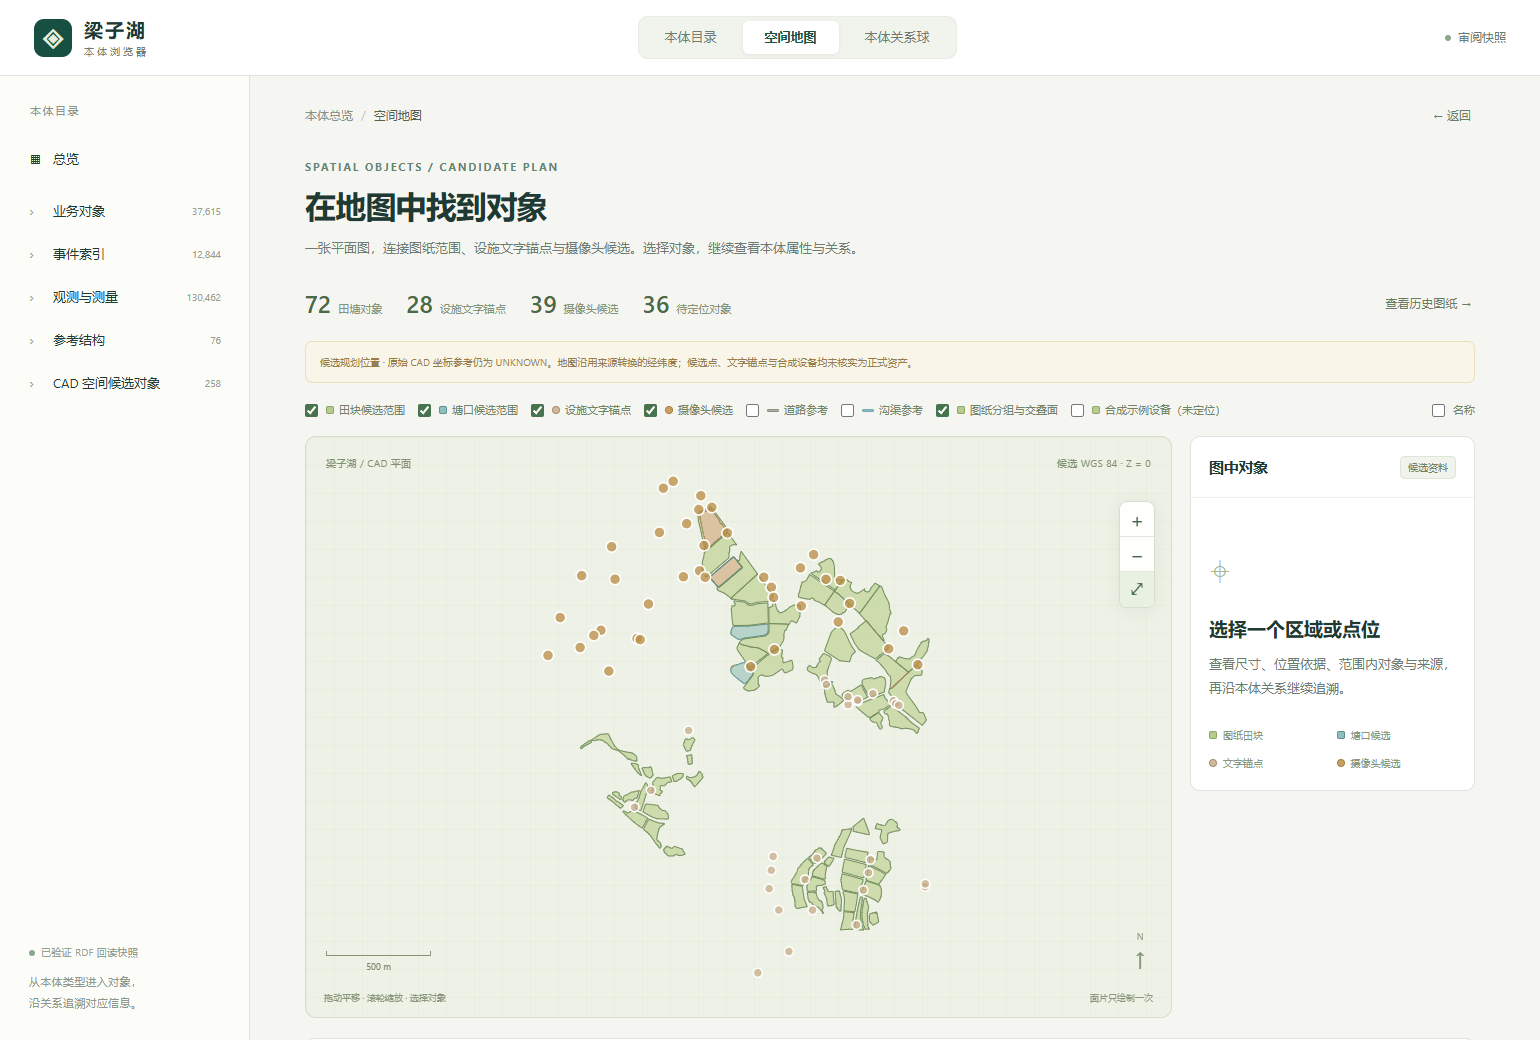 梁子湖
本体浏览器
本体目录
空间地图
本体关系球
审阅快照
本体目录
总览
业务对象 37,615
事件索引 12,844
观测与测量 130,462
参考结构 76
CAD 空间候选对象 258
已验证 RDF 回读快照
从本体类型进入对象，
沿关系追溯对应信息。
本体总览 / 空间地图
← 返回
SPATIAL OBJECTS / CANDIDATE PLAN
在地图中找到对象
一张平面图，连接图纸范围、设施文字锚点与摄像头候选。选择对象，继续查看本体属性与关系。
72 田塘对象 28 设施文字锚点 39 摄像头候选 36 待定位对象
查看历史图纸 →
候选规划位置 · 原始 CAD 坐标参考仍为 UNKNOWN。地图沿用来源转换的经纬度；候选点、文字锚点与合成设备均未核实为正式资产。
田块候选范围 塘口候选范围 设施文字锚点 摄像头候选 道路参考 沟渠参考 图纸分组与交叠面 合成示例设备（未定位） 名称
梁子湖 / CAD 平面
候选 WGS 84 · Z = 0
+
−
⤢
500 m
N
↑
拖动平移 · 滚轮缩放 · 选择对象
面片只绘制一次
图中对象
候选资料
选择一个区域或点位
查看尺寸、位置依据、范围内对象与来源，
再沿本体关系继续追溯。
图纸田块 塘口候选
文字锚点 摄像头候选